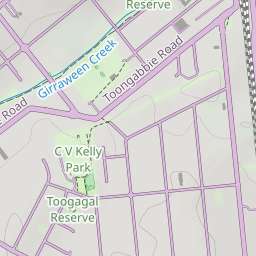 Reserve
Girraween Creek
Toongabbie Road
Road
C V Kelly
Park
Toogagal
Reserve